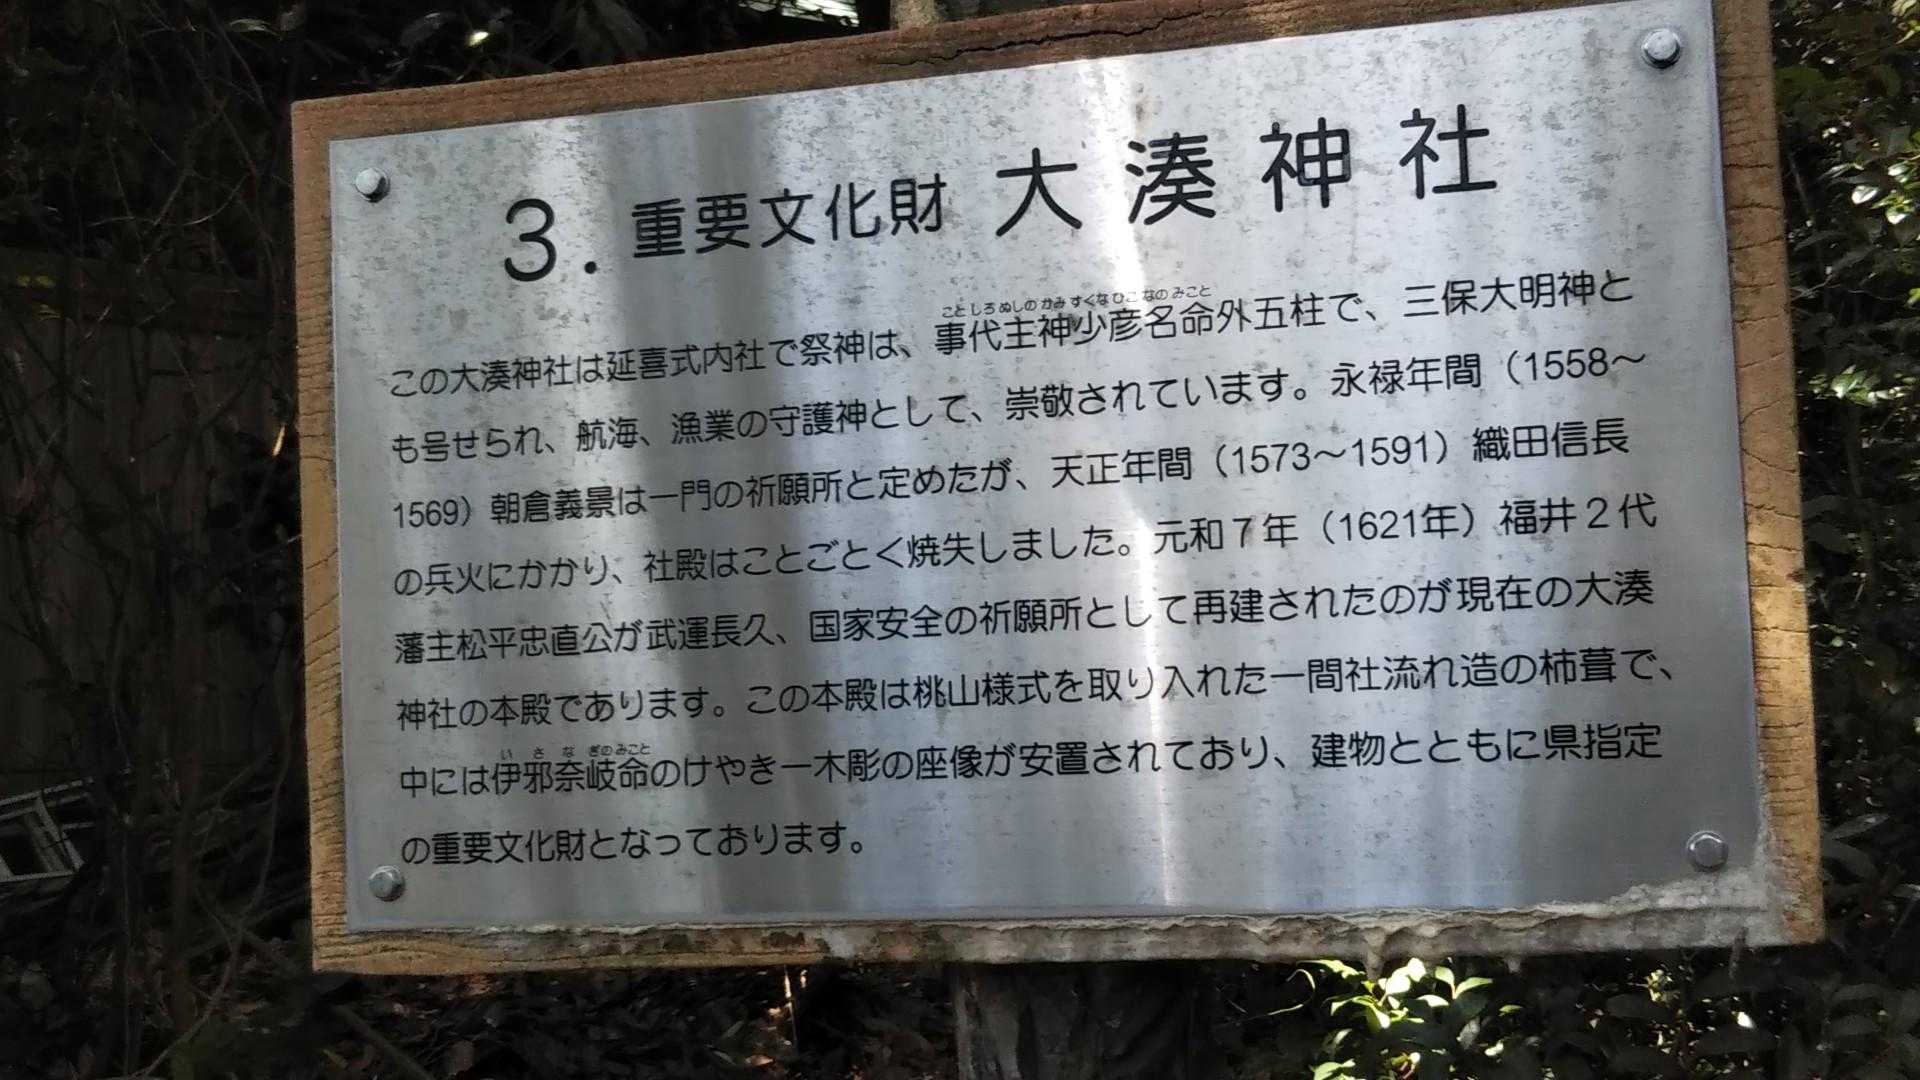 3. 重要文化財 大湊神社
ことしろぬしのかみすくなひこなのみこと
この大湊神社は延喜式内社で祭神は、事代主神少彦名命外五柱で、三保大明神と
も号せられ、航海、漁業の守護神として、崇敬されています。永禄年間（1558〜
1569）朝倉義景は一門の祈願所と定めたが、天正年間（1573〜1591）織田信長
の兵火にかかり、社殿はことごとく焼失しました。元和７年（1621年）福井２代
藩主松平忠直公が武運長久、国家安全の祈願所として再建されたのが現在の大湊
神社の本殿であります。この本殿は桃山様式を取り入れた一間社流れ造の柿葺で、
いさなぎのみこと
中には伊邪奈岐命のけやき一木彫の座像が安置されており、建物とともに県指定
の重要文化財となっております。